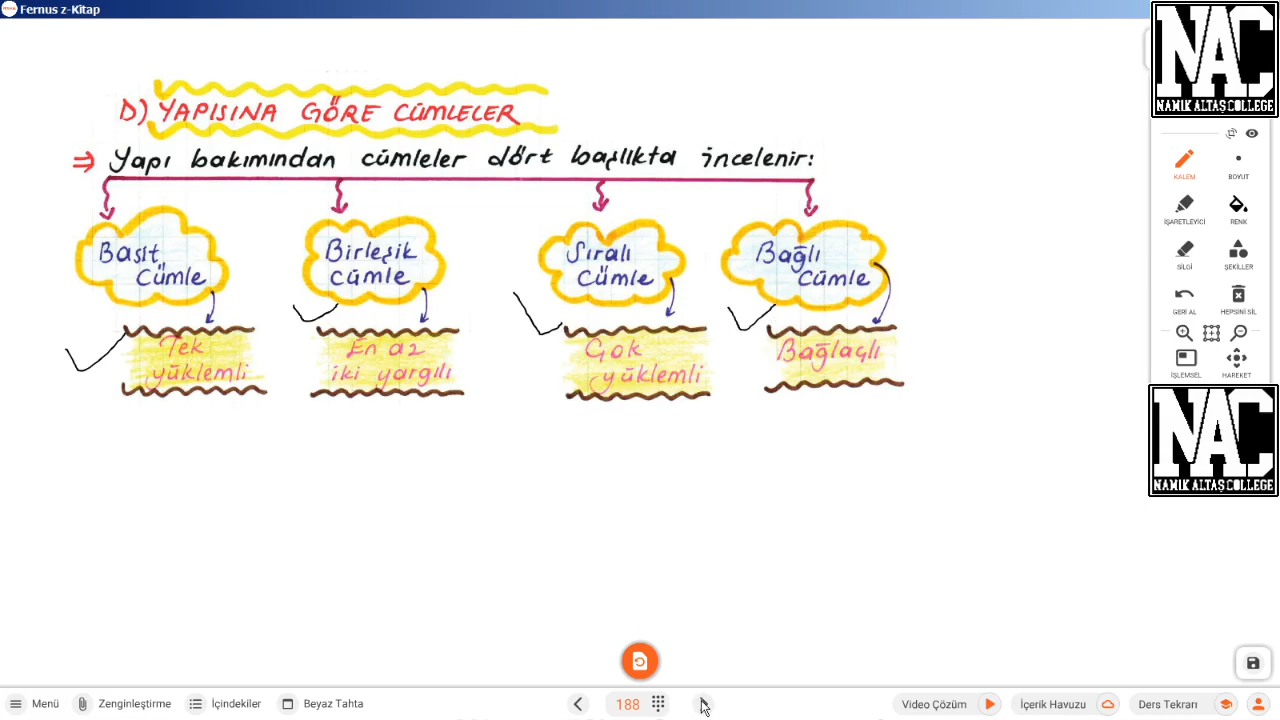 Fernus z-Kitap
NAC
NAMIK ALTAŞ COLLEGE
D) YAPISINA GÖRE CÜMLELER
⇒ Yapı bakımından cümleler dört başlıkta incelenir:
Basit Cümle
Birleşik cümle
Sıralı Cümle
Bağlı Cümle
Tek yüklemli
En az iki yargılı
Çok yüklemli
Bağlaçlı
KALEM
BOYUT
İŞARETLEYİCİ
RENK
SİLGİ
ŞEKİLLER
GERİ AL
HEPSİNİ SİL
İŞLEMSEL
HAREKET
NAC
NAMIK ALTAŞ COLLEGE
Menü
Zenginleştirme
İçindekiler
Beyaz Tahta
188
Video Çözüm
İçerik Havuzu
Ders Tekrarı